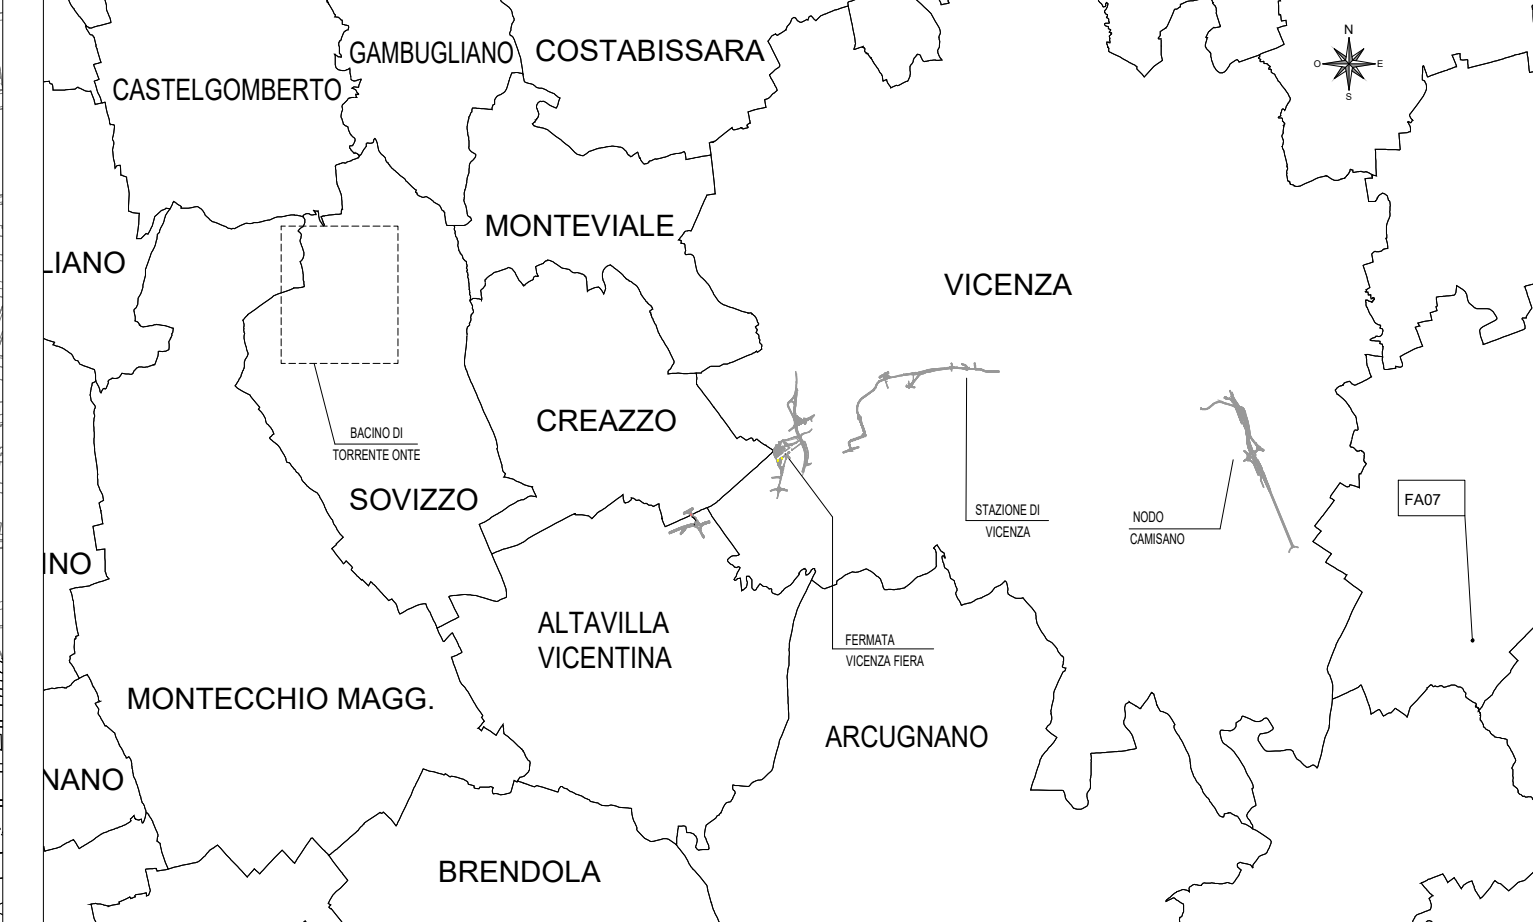 GAMBUGLIANO
COSTABISSARA
CASTELGOMBERTO
N
O
E
S
MONTEVIALE
LIANO
VICENZA
CREAZZO
BACINO DI
TORRENTE ONTE
SOVIZZO
STAZIONE DI
VICENZA
NODO
CAMISANO
FA07
INO
ALTAVILLA
VICENTINA
FERMATA
VICENZA FIERA
MONTECCHIO MAGG.
ARCUGNANO
NANO
BRENDOLA